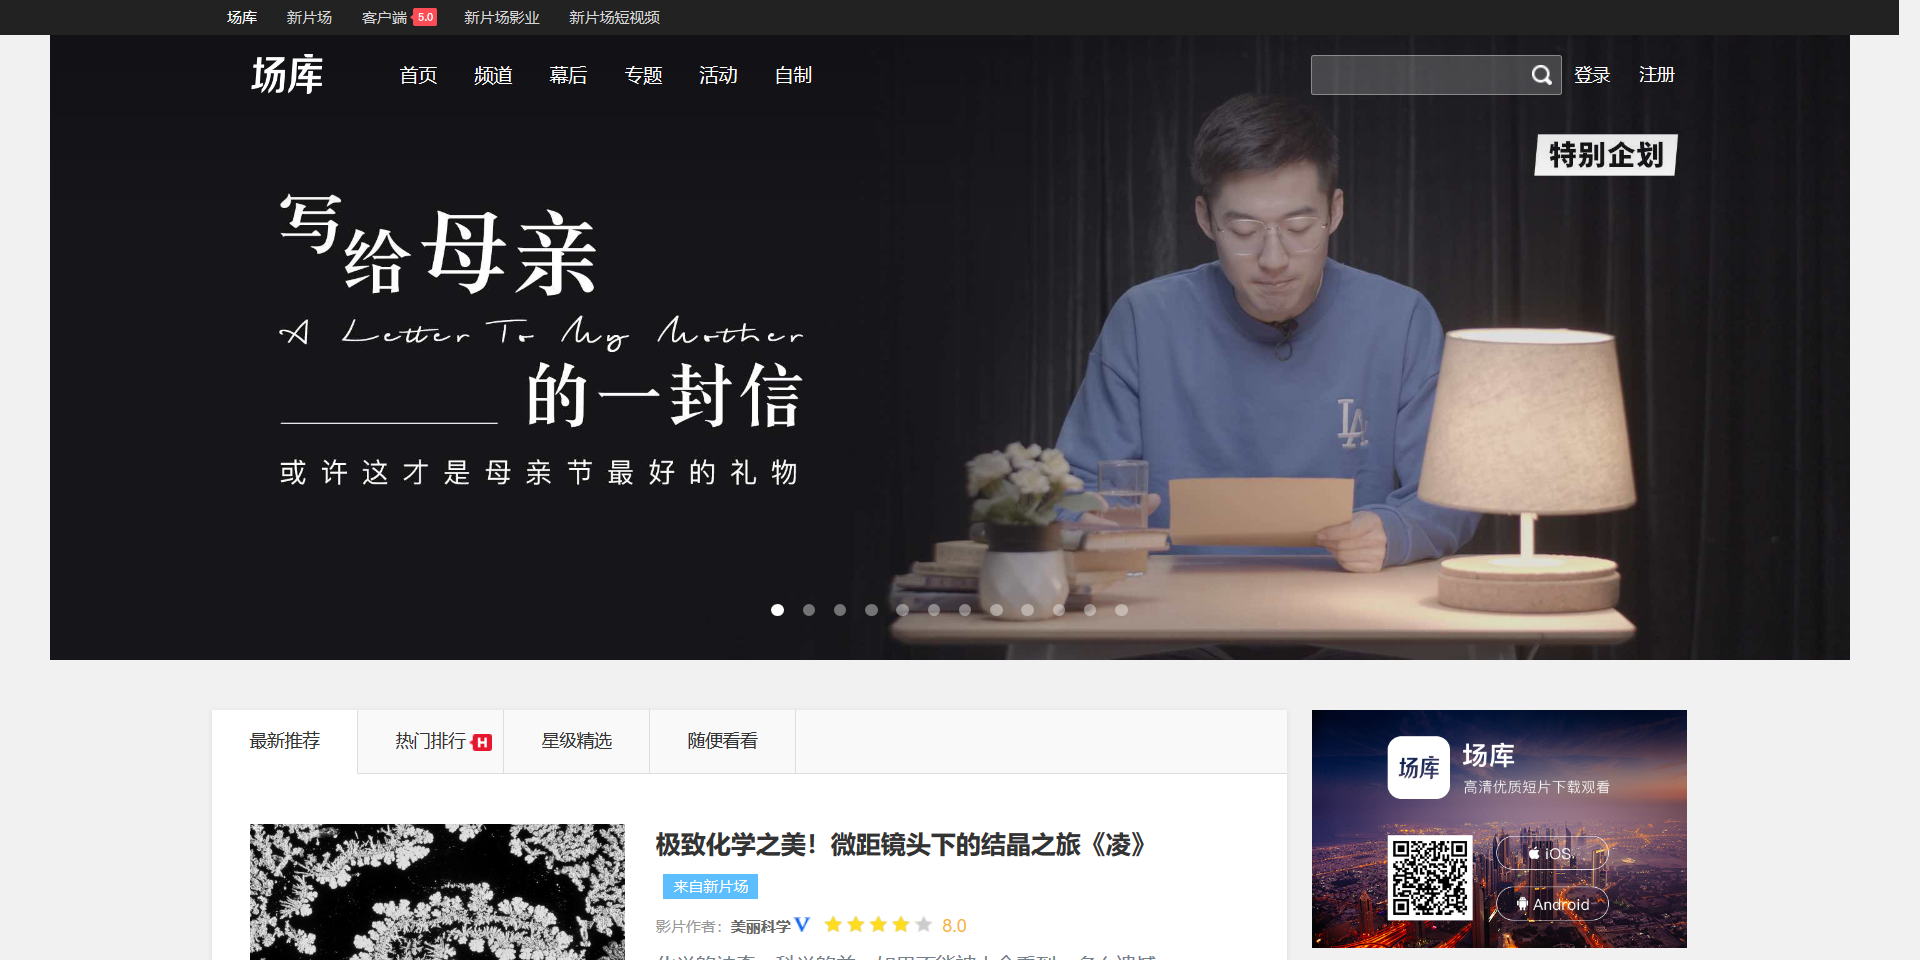 场库 新片场 客户端 5.0 新片场影业 新片场短视频
场库 首页 频道 幕后 专题 活动 自制 登录 注册
特别企划
写给母亲
A Letter To My Mother
的一封信
或许这才是母亲节最好的礼物
LA
最新推荐 热门排行 H 星级精选 随便看看
场库 场库
高清优质短片下载观看
iOS
Android
极致化学之美！微距镜头下的结晶之旅《凌》
来自新片场
影片作者：美丽科学 V 8.0